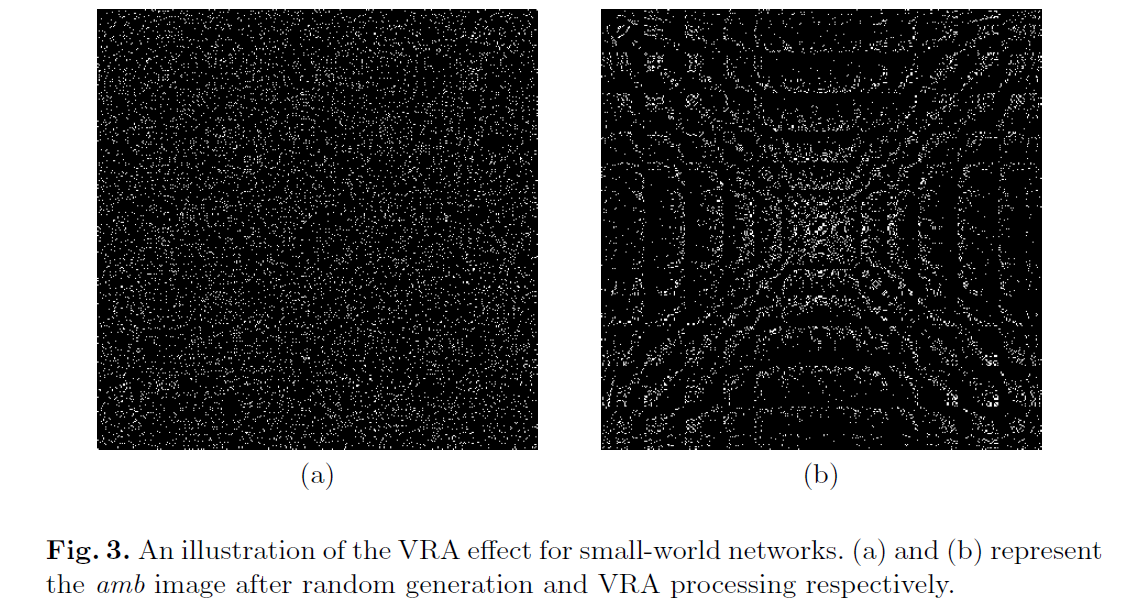 (a)
(b)
Fig. 3. An illustration of the VRA effect for small-world networks. (a) and (b) represent
the amb image after random generation and VRA processing respectively.